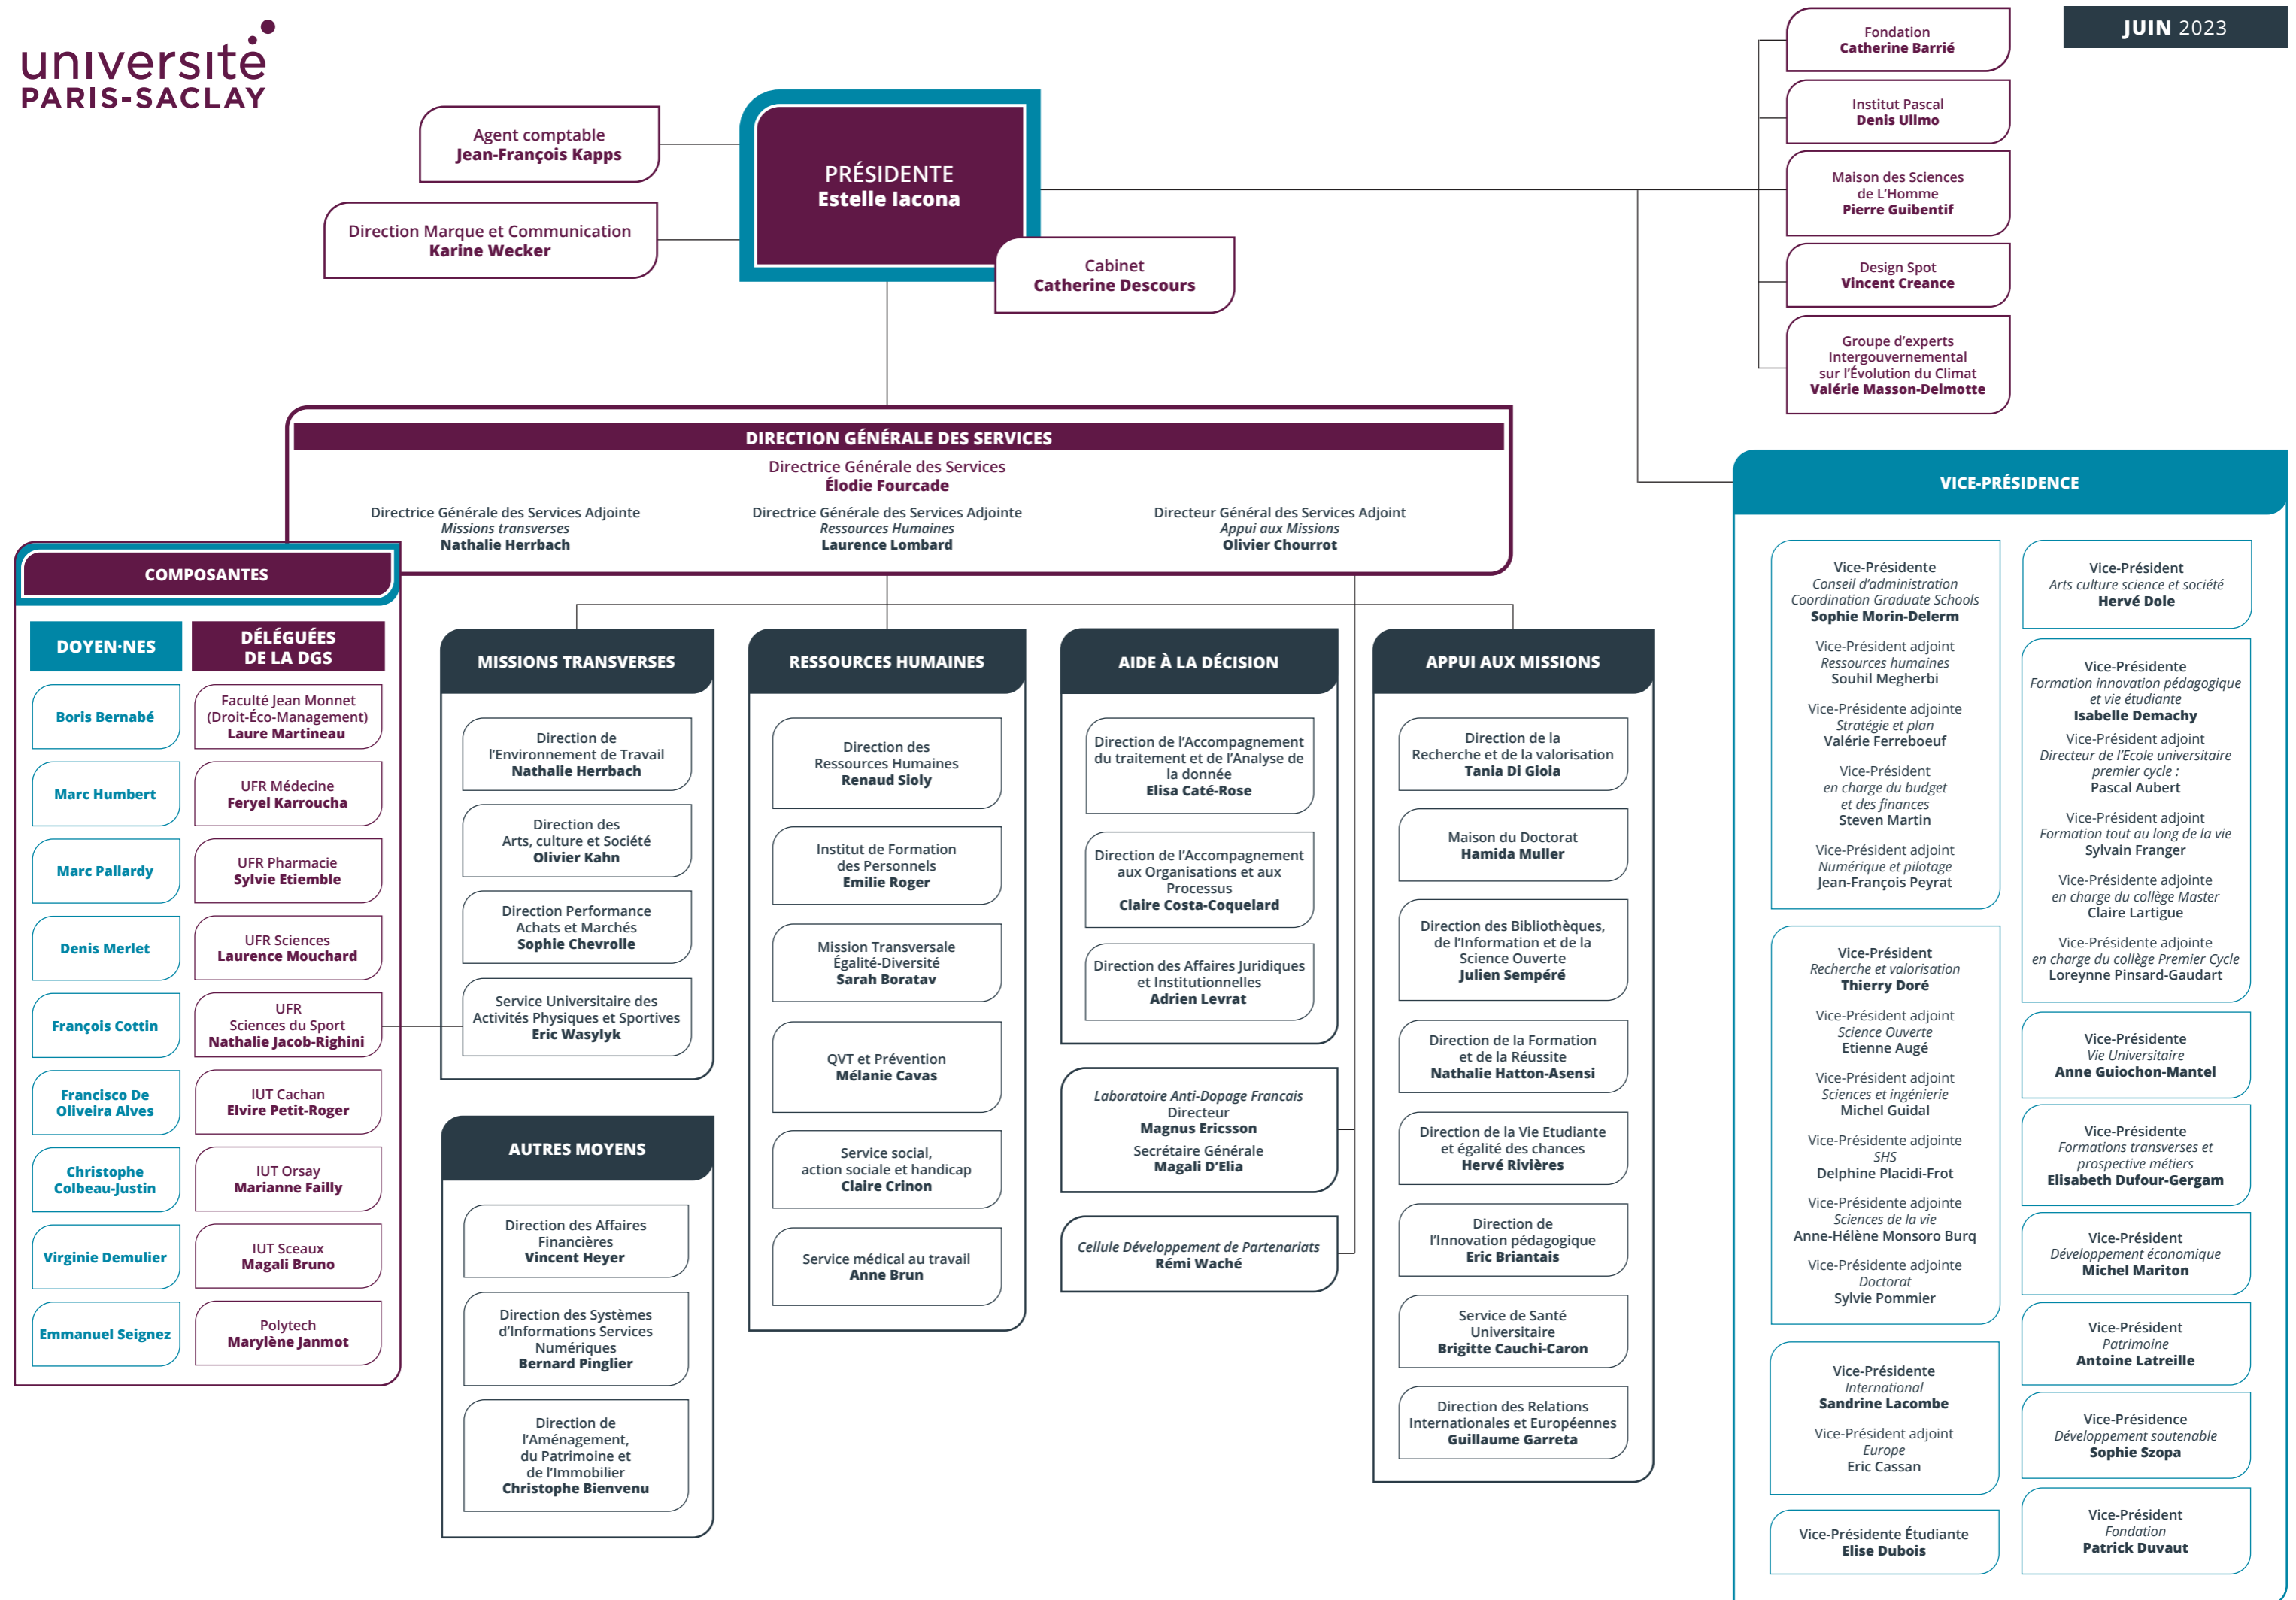 université
PARIS-SACLAY
JUIN 2023
Agent comptable
Jean-François Kapps
Direction Marque et Communication
Karine Wecker
PRÉSIDENTE
Estelle Iacona
Cabinet
Catherine Descours
Fondation
Catherine Barrié
Institut Pascal
Denis Ullmo
Maison des Sciences
de L'Homme
Pierre Guibentif
Design Spot
Vincent Creance
Groupe d'experts
Intergouvernemental
sur l'Évolution du Climat
Valérie Masson-Delmotte
DIRECTION GÉNÉRALE DES SERVICES
Directrice Générale des Services
Élodie Fourcade
Directrice Générale des Services Adjointe
Missions transverses
Nathalie Herrbach
Directrice Générale des Services Adjointe
Ressources Humaines
Laurence Lombard
Directeur Général des Services Adjoint
Appui aux Missions
Olivier Chourrot
COMPOSANTES
DOYEN·NES
DÉLÉGUÉES
DE LA DGS
Boris Bernabé
Faculté Jean Monnet
(Droit-Éco-Management)
Laure Martineau
Marc Humbert
UFR Médecine
Feryel Karroucha
Marc Pallardy
UFR Pharmacie
Sylvie Etiemble
Denis Merlet
UFR Sciences
Laurence Mouchard
François Cottin
UFR
Sciences du Sport
Nathalie Jacob-Righini
Francisco De
Oliveira Alves
IUT Cachan
Elvire Petit-Roger
Christophe
Colbeau-Justin
IUT Orsay
Marianne Failly
Virginie Demulier
IUT Sceaux
Magali Bruno
Emmanuel Seignez
Polytech
Marylène Janmot
MISSIONS TRANSVERSES
Direction de
l'Environnement de Travail
Nathalie Herrbach
Direction des
Arts, culture et Société
Olivier Kahn
Direction Performance
Achats et Marchés
Sophie Chevrolle
Service Universitaire des
Activités Physiques et Sportives
Eric Wasylyk
AUTRES MOYENS
Direction des Affaires
Financières
Vincent Heyer
Direction des Systèmes
d'Informations Services
Numériques
Bernard Pinglier
Direction de
l'Aménagement,
du Patrimoine et
de l'Immobilier
Christophe Bienvenu
RESSOURCES HUMAINES
Direction des
Ressources Humaines
Renaud Sioly
Institut de Formation
des Personnels
Emilie Roger
Mission Transversale
Égalité-Diversité
Sarah Boratav
QVT et Prévention
Mélanie Cavas
Service social,
action sociale et handicap
Claire Crinon
Service médical au travail
Anne Brun
AIDE À LA DÉCISION
Direction de l'Accompagnement
du traitement et de l'Analyse de
la donnée
Elisa Caté-Rose
Direction de l'Accompagnement
aux Organisations et aux
Processus
Claire Costa-Coquelard
Direction des Affaires Juridiques
et Institutionnelles
Adrien Levrat
Laboratoire Anti-Dopage Francais
Directeur
Magnus Ericsson
Secrétaire Générale
Magali D'Elia
Cellule Développement de Partenariats
Rémi Waché
APPUI AUX MISSIONS
Direction de la
Recherche et de la valorisation
Tania Di Gioia
Maison du Doctorat
Hamida Muller
Direction des Bibliothèques,
de l'Information et de la
Science Ouverte
Julien Sempéré
Direction de la Formation
et de la Réussite
Nathalie Hatton-Asensi
Direction de la Vie Etudiante
et égalité des chances
Hervé Rivières
Direction de
l'Innovation pédagogique
Eric Briantais
Service de Santé
Universitaire
Brigitte Cauchi-Caron
Direction des Relations
Internationales et Européennes
Guillaume Garreta
VICE-PRÉSIDENCE
Vice-Présidente
Conseil d'administration
Coordination Graduate Schools
Sophie Morin-Delerm
Vice-Président adjoint
Ressources humaines
Souhil Megherbi
Vice-Présidente adjointe
Stratégie et plan
Valérie Ferreboeuf
Vice-Président
en charge du budget
et des finances
Steven Martin
Vice-Président adjoint
Numérique et pilotage
Jean-François Peyrat
Vice-Président
Recherche et valorisation
Thierry Doré
Vice-Président adjoint
Science Ouverte
Etienne Augé
Vice-Président adjoint
Sciences et ingénierie
Michel Guidal
Vice-Présidente adjointe
SHS
Delphine Placidi-Frot
Vice-Présidente adjointe
Sciences de la vie
Anne-Hélène Monsoro Burq
Vice-Présidente adjointe
Doctorat
Sylvie Pommier
Vice-Présidente
International
Sandrine Lacombe
Vice-Président adjoint
Europe
Eric Cassan
Vice-Présidente Étudiante
Elise Dubois
Vice-Président
Arts culture science et société
Hervé Dole
Vice-Présidente
Formation innovation pédagogique
et vie étudiante
Isabelle Demachy
Vice-Président adjoint
Directeur de l'Ecole universitaire
premier cycle :
Pascal Aubert
Vice-Président adjoint
Formation tout au long de la vie
Sylvain Franger
Vice-Présidente adjointe
en charge du collège Master
Claire Lartigue
Vice-Présidente adjointe
en charge du collège Premier Cycle
Loreynne Pinsard-Gaudart
Vice-Présidente
Vie Universitaire
Anne Guiochon-Mantel
Vice-Présidente
Formations transverses et
prospective métiers
Elisabeth Dufour-Gergam
Vice-Président
Développement économique
Michel Mariton
Vice-Président
Patrimoine
Antoine Latreille
Vice-Présidence
Développement soutenable
Sophie Szopa
Vice-Président
Fondation
Patrick Duvaut